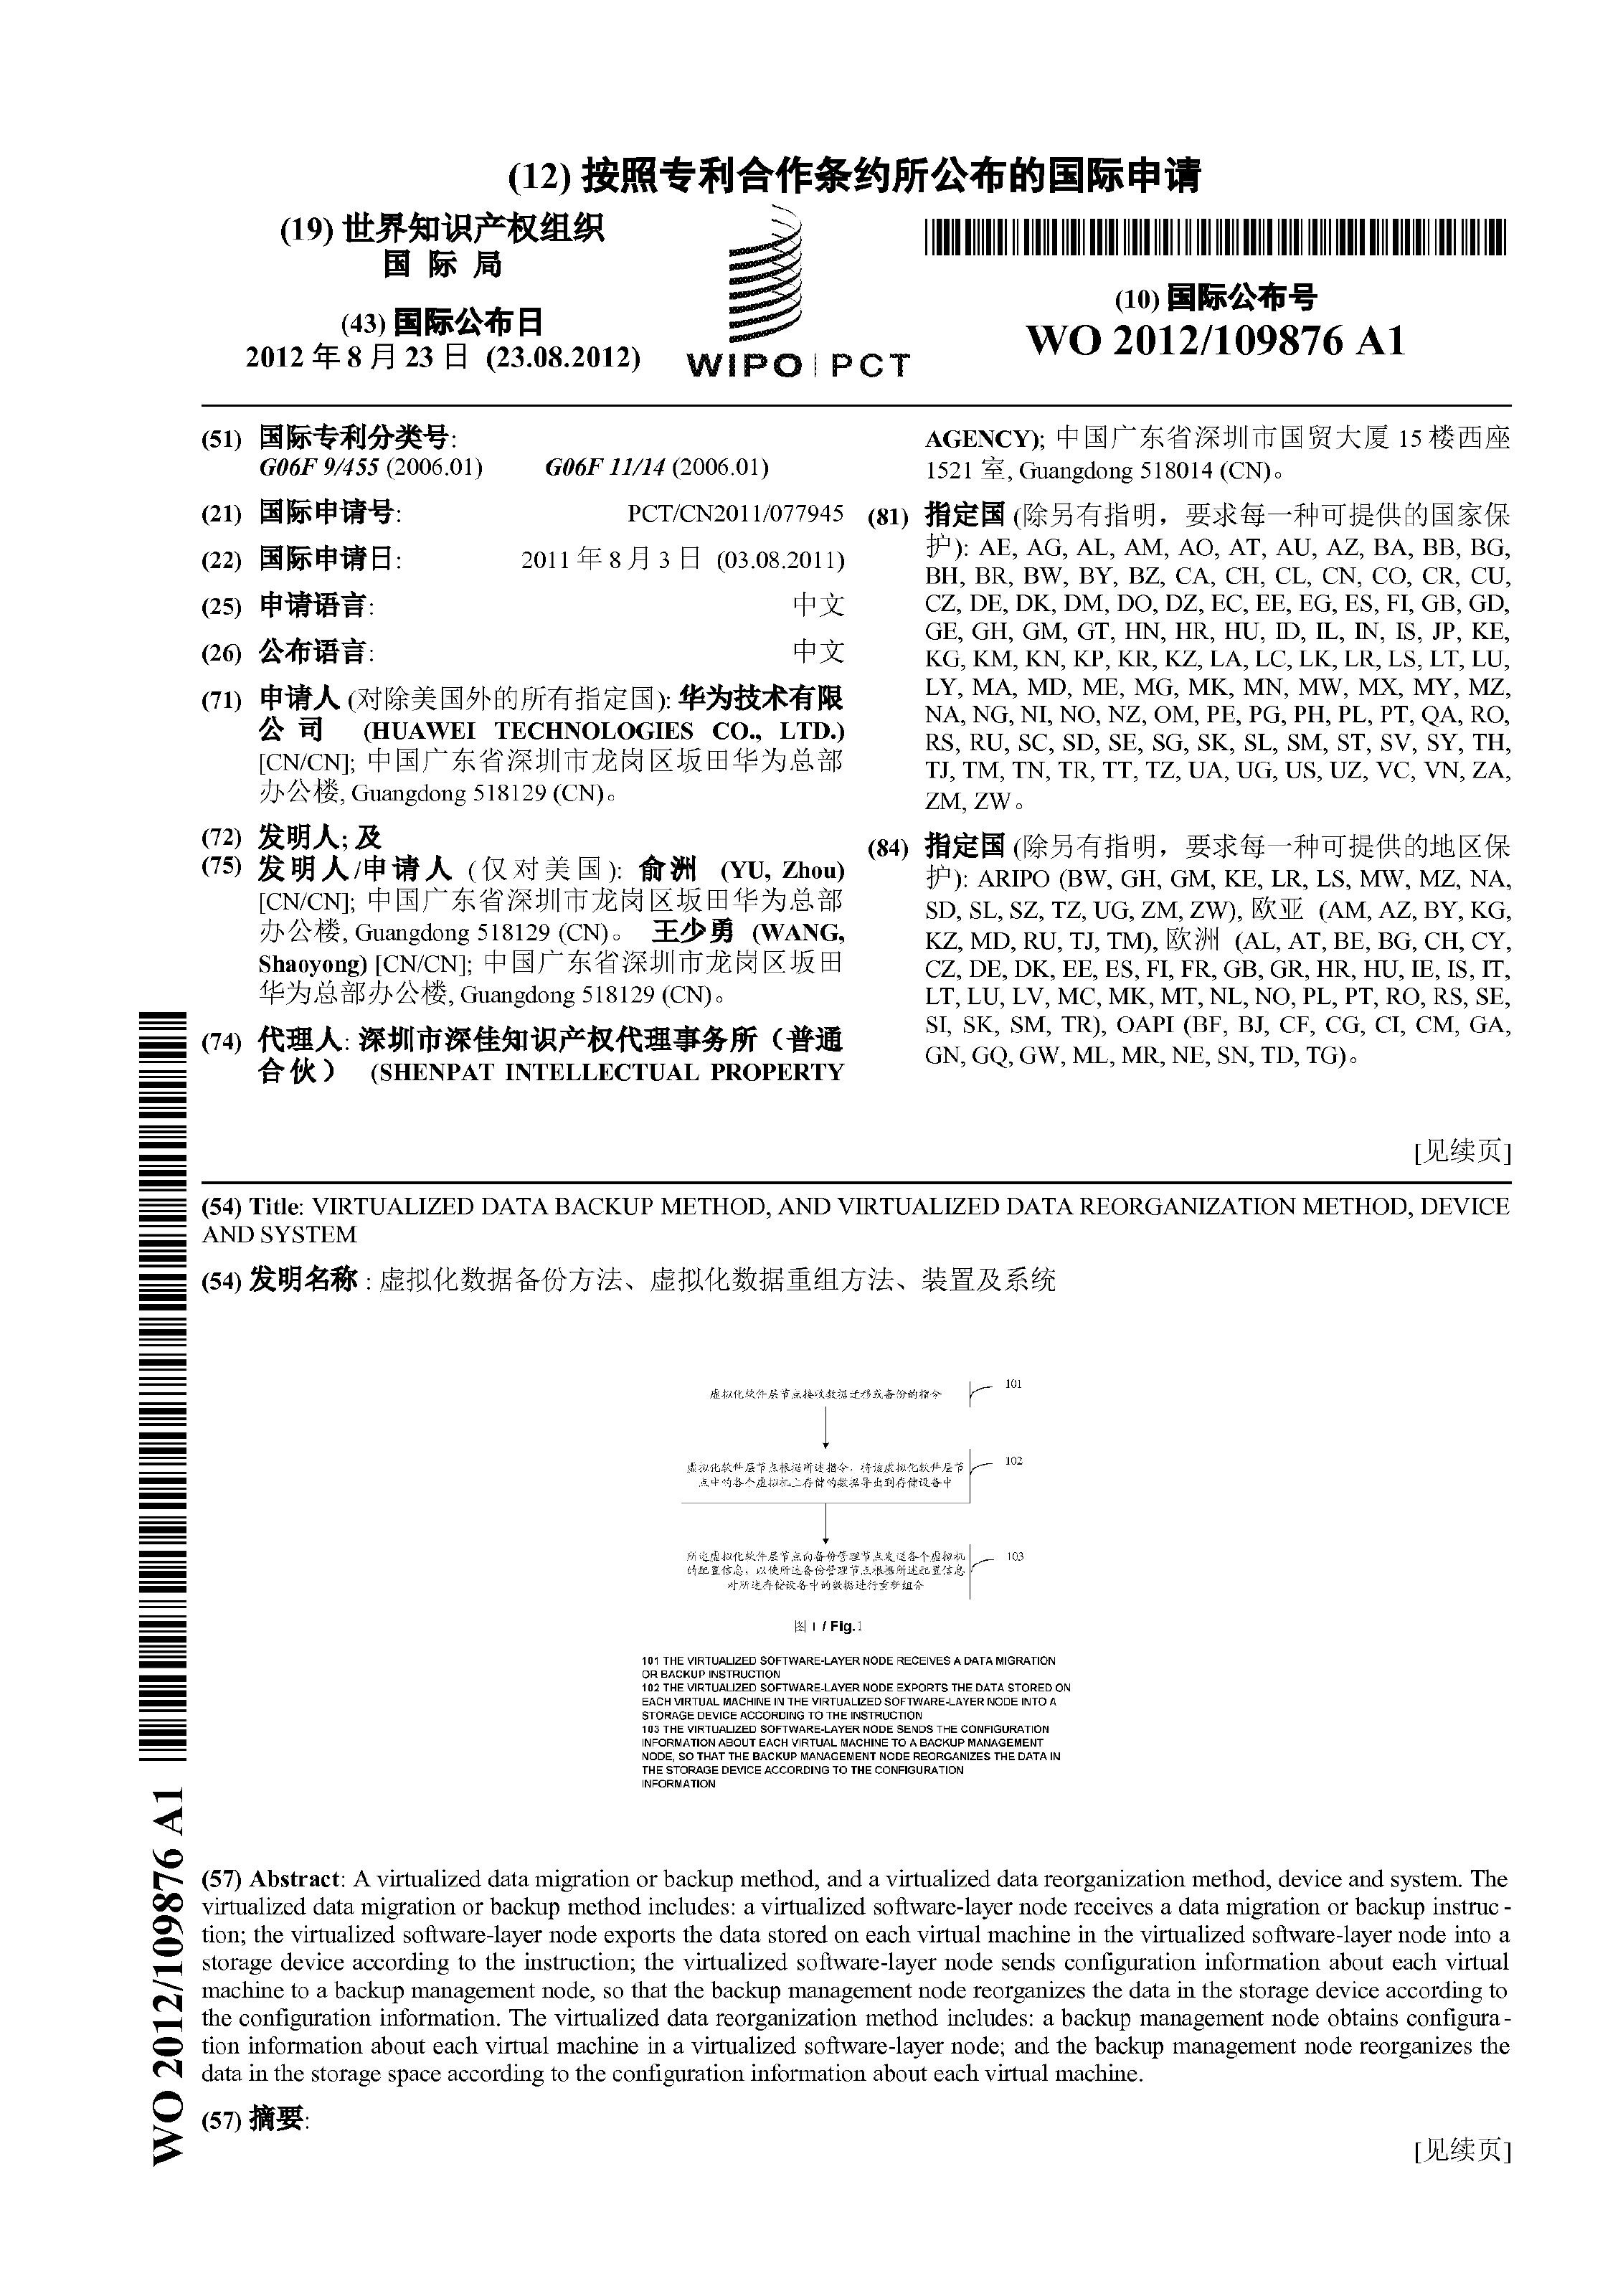 (12) 按照专利合作条约所公布的国际申请
(19) 世界知识产权组织
国 际 局
(43) 国际公布日
2012 年 8 月 23 日 (23.08.2012)
WIPO | PCT
(10) 国际公布号
WO 2012/109876 A1
(51) 国际专利分类号:
G06F 9/455 (2006.01) G06F 11/14 (2006.01)
(21) 国际申请号: PCT/CN2011/077945
(22) 国际申请日: 2011 年 8 月 3 日 (03.08.2011)
(25) 申请语言: 中文
(26) 公布语言: 中文
(71) 申请人 (对除美国外的所有指定国): 华为技术有限
公司 (HUAWEI TECHNOLOGIES CO., LTD.)
[CN/CN]; 中国广东省深圳市龙岗区坂田华为总部
办公楼, Guangdong 518129 (CN)。
(72) 发明人; 及
(75) 发明人/申请人 (仅对美国): 俞洲 (YU, Zhou)
[CN/CN]; 中国广东省深圳市龙岗区坂田华为总部
办公楼, Guangdong 518129 (CN)。 王少勇 (WANG,
Shaoyong) [CN/CN]; 中国广东省深圳市龙岗区坂田
华为总部办公楼, Guangdong 518129 (CN)。
(74) 代理人: 深圳市深佳知识产权代理事务所（普通
合伙） (SHENPAT INTELLECTUAL PROPERTY
AGENCY); 中国广东省深圳市国贸大厦 15 楼西座
1521 室, Guangdong 518014 (CN)。
(81) 指定国 (除另有指明，要求每一种可提供的国家保
护): AE, AG, AL, AM, AO, AT, AU, AZ, BA, BB, BG,
BH, BR, BW, BY, BZ, CA, CH, CL, CN, CO, CR, CU,
CZ, DE, DK, DM, DO, DZ, EC, EE, EG, ES, FI, GB, GD,
GE, GH, GM, GT, HN, HR, HU, ID, IL, IN, IS, JP, KE,
KG, KM, KN, KP, KR, KZ, LA, LC, LK, LR, LS, LT, LU,
LY, MA, MD, ME, MG, MK, MN, MW, MX, MY, MZ,
NA, NG, NI, NO, NZ, OM, PE, PG, PH, PL, PT, QA, RO,
RS, RU, SC, SD, SE, SG, SK, SL, SM, ST, SV, SY, TH,
TJ, TM, TN, TR, TT, TZ, UA, UG, US, UZ, VC, VN, ZA,
ZM, ZW。
(84) 指定国 (除另有指明，要求每一种可提供的地区保
护): ARIPO (BW, GH, GM, KE, LR, LS, MW, MZ, NA,
SD, SL, SZ, TZ, UG, ZM, ZW), 欧亚 (AM, AZ, BY, KG,
KZ, MD, RU, TJ, TM), 欧洲 (AL, AT, BE, BG, CH, CY,
CZ, DE, DK, EE, ES, FI, FR, GB, GR, HR, HU, IE, IS, IT,
LT, LU, LV, MC, MK, MT, NL, NO, PL, PT, RO, RS, SE,
SI, SK, SM, TR), OAPI (BF, BJ, CF, CG, CI, CM, GA,
GN, GQ, GW, ML, MR, NE, SN, TD, TG)。
[见续页]
(54) Title: VIRTUALIZED DATA BACKUP METHOD, AND VIRTUALIZED DATA REORGANIZATION METHOD, DEVICE
AND SYSTEM
(54) 发明名称 : 虚拟化数据备份方法、虚拟化数据重组方法、装置及系统
虚拟化软件层节点接收数据迁移或备份的指令 101
虚拟化软件层节点根据所述指令，将该虚拟化软件层节 102
点中的各个虚拟机上存储的数据导出到存储设备中
所述虚拟化软件层节点向备份管理节点发送各个虚拟机 103
的配置信息，以使所述备份管理节点根据所述配置信息
对所述存储设备中的数据进行重新组合
图 1 / Fig.1
101 THE VIRTUALIZED SOFTWARE-LAYER NODE RECEIVES A DATA MIGRATION
OR BACKUP INSTRUCTION
102 THE VIRTUALIZED SOFTWARE-LAYER NODE EXPORTS THE DATA STORED ON
EACH VIRTUAL MACHINE IN THE VIRTUALIZED SOFTWARE-LAYER NODE INTO A
STORAGE DEVICE ACCORDING TO THE INSTRUCTION
103 THE VIRTUALIZED SOFTWARE-LAYER NODE SENDS THE CONFIGURATION
INFORMATION ABOUT EACH VIRTUAL MACHINE TO A BACKUP MANAGEMENT
NODE, SO THAT THE BACKUP MANAGEMENT NODE REORGANIZES THE DATA IN
THE STORAGE DEVICE ACCORDING TO THE CONFIGURATION
INFORMATION
(57) Abstract: A virtualized data migration or backup method, and a virtualized data reorganization method, device and system. The
virtualized data migration or backup method includes: a virtualized software-layer node receives a data migration or backup instruc-
tion; the virtualized software-layer node exports the data stored on each virtual machine in the virtualized software-layer node into a
storage device according to the instruction; the virtualized software-layer node sends configuration information about each virtual
machine to a backup management node, so that the backup management node reorganizes the data in the storage device according to
the configuration information. The virtualized data reorganization method includes: a backup management node obtains configura-
tion information about each virtual machine in a virtualized software-layer node; and the backup management node reorganizes the
data in the storage space according to the configuration information about each virtual machine.
(57) 摘要:
[见续页]
WO 2012/109876 A1